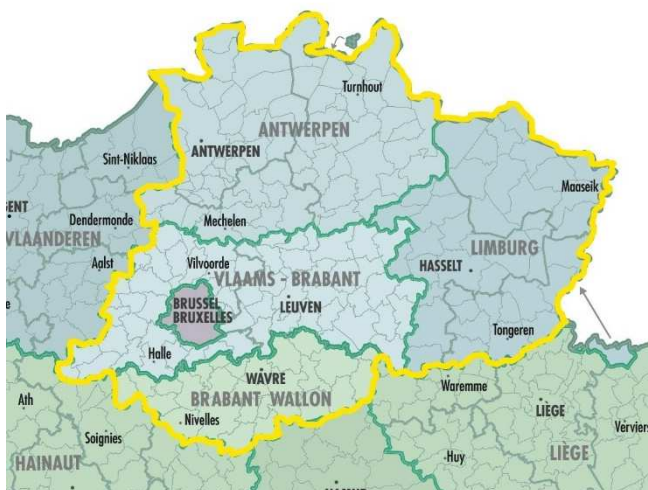 Turnhout
ANTWERPEN
ANTWERPEN
Sint-Niklaas
Maaseik
GENT
Dendermonde
Mechelen
VLAANDEREN
LIMBURG
Aalst
Vilvoorde
HASSELT
VLAAMS - BRABANT
BRUSSEL
BRUXELLES
LEUVEN
Tongeren
Halle
WAVRE
Waremme
Ath
BRABANT WALLON
LIÈGE
Nivelles
Soignies
Verviers
Huy
LIÈGE
HAINAUT